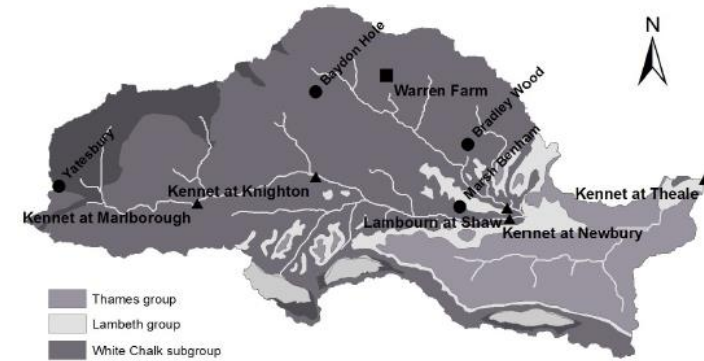 N
Baydon Hole
Warren Farm
Bradley Wood
Yatesbury
Marsh Benham
Kennet at Knighton
Kennet at Theale
Kennet at Marlborough
Lambourn at Shaw
Kennet at Newbury
Thames group
Lambeth group
White Chalk subgroup